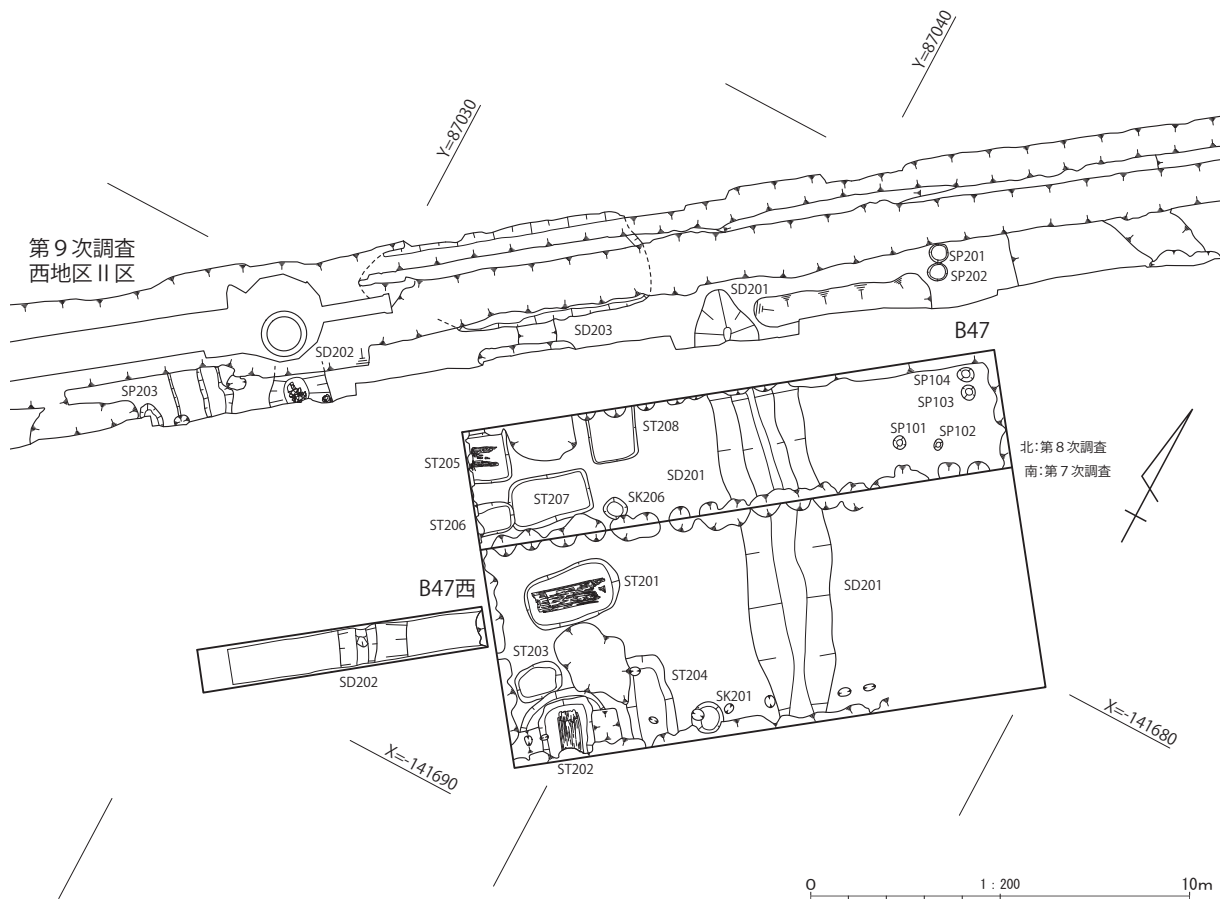 Y=87040
Y=87030
第９次調査
西地区Ⅱ区
SP201
SP202
SD201
SD203
B47
SD202
SP203
SP104
SP103
SP101
SP102
ST208
北:第８次調査
南:第７次調査
ST205
SD201
ST207
SK206
ST206
B47西
ST201
SD201
ST203
ST204
SD202
SK201
ST202
X=-141680
X=-141690
0
1：200
10m